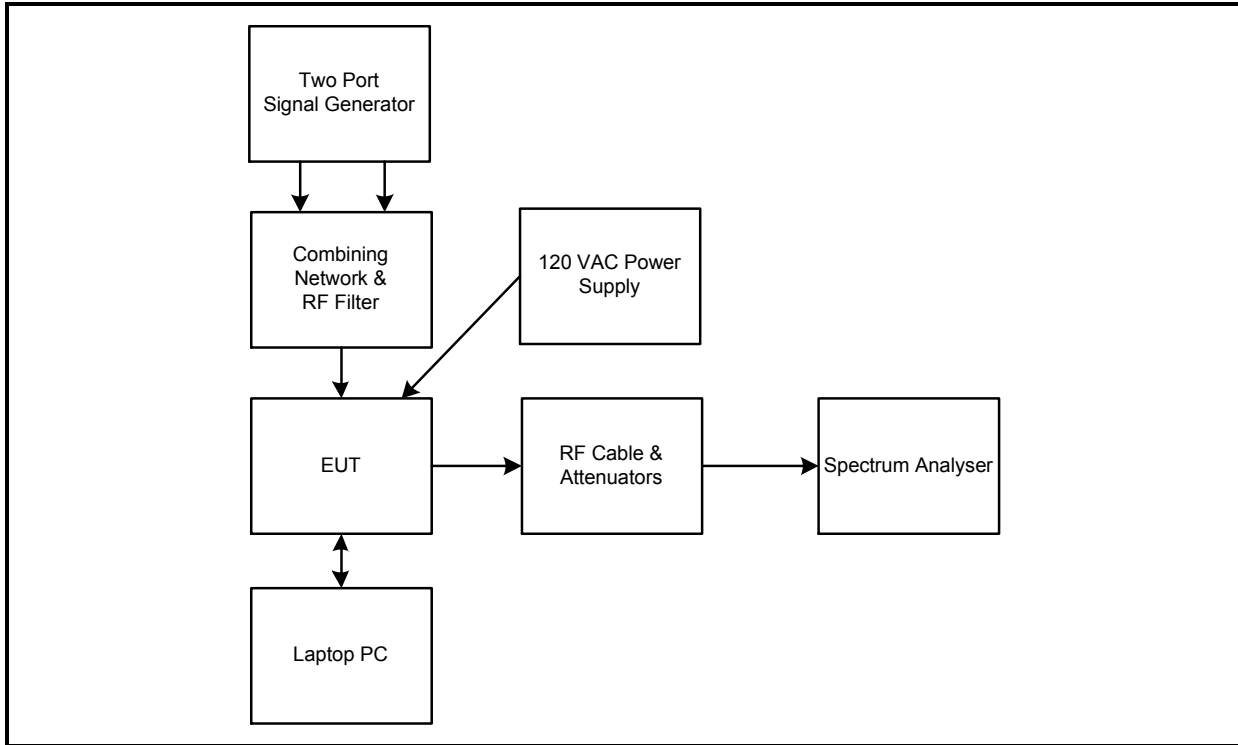 Two Port
Signal Generator
Combining
Network &
RF Filter
120 VAC Power
Supply
EUT
RF Cable &
Attenuators
Spectrum Analyser
Laptop PC